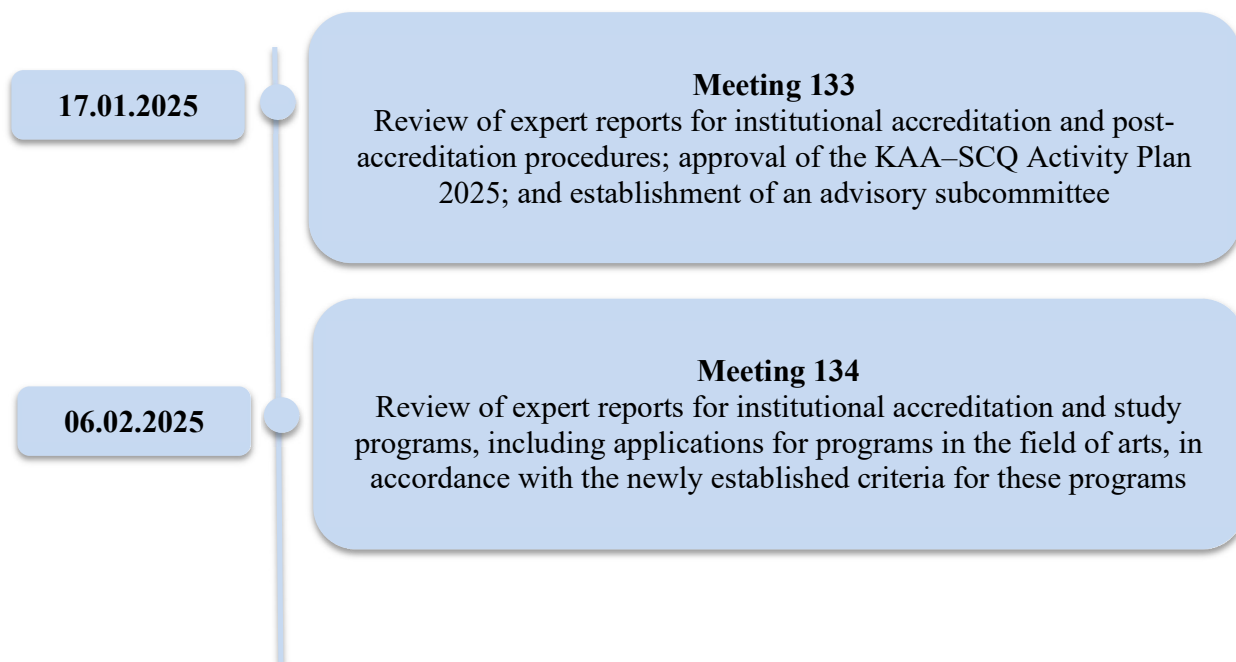 17.01.2025
Meeting 133
Review of expert reports for institutional accreditation and post-
accreditation procedures; approval of the KAA–SCQ Activity Plan
2025; and establishment of an advisory subcommittee
06.02.2025
Meeting 134
Review of expert reports for institutional accreditation and study
programs, including applications for programs in the field of arts, in
accordance with the newly established criteria for these programs